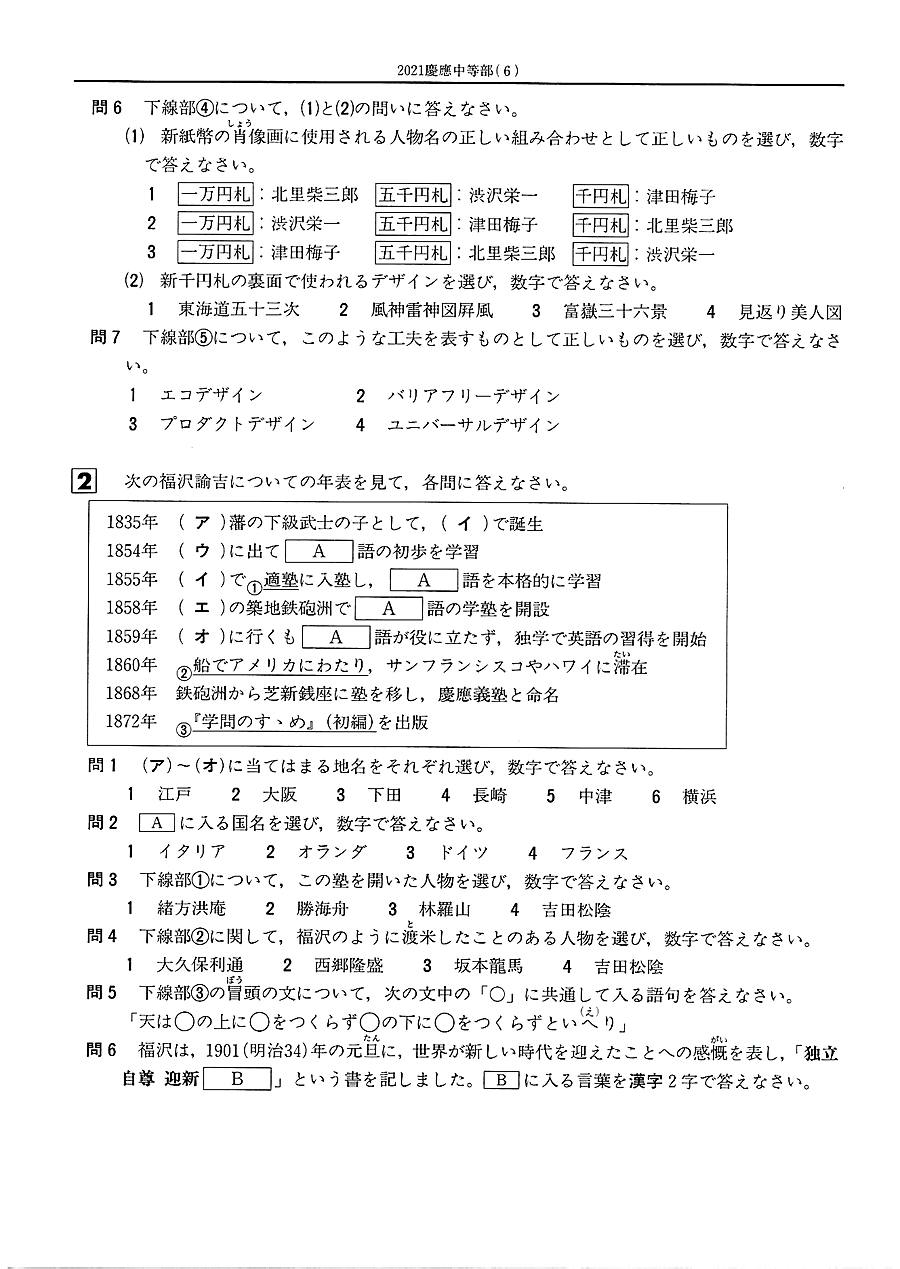 2021慶應中等部(6)
問6 下線部④について,(1)と(2)の問いに答えなさい。
(1) 新紙幣の肖像画に使用される人物名の正しい組み合わせとして正しいものを選び,数字
しょう
で答えなさい。
1 一万円札:北里柴三郎 五千円札:渋沢栄一 千円札:津田梅子
2 一万円札:渋沢栄一 五千円札:津田梅子 千円札:北里柴三郎
3 一万円札:津田梅子 五千円札:北里柴三郎 千円札:渋沢栄一
(2) 新千円札の裏面で使われるデザインを選び,数字で答えなさい。
1 東海道五十三次 2 風神雷神図屛風 3 富嶽三十六景 4 見返り美人図
問7 下線部⑤について,このような工夫を表すものとして正しいものを選び,数字で答えなさ
い。
1 エコデザイン 2 バリアフリーデザイン
3 プロダクトデザイン 4 ユニバーサルデザイン
2 次の福沢諭吉についての年表を見て,各問に答えなさい。
1835年 (ア)藩の下級武士の子として,(イ)で誕生
1854年 (ウ)に出て A 語の初歩を学習
1855年 (イ)で①適塾に入塾し, A 語を本格的に学習
1858年 (エ)の築地鉄砲洲で A 語の学塾を開設
1859年 (オ)に行くも A 語が役に立たず,独学で英語の習得を開始
1860年 ②船でアメリカにわたり,サンフランシスコやハワイに滞在
たい
1868年 鉄砲洲から芝新銭座に塾を移し,慶應義塾と命名
1872年 ③『学問のすゝめ』(初編)を出版
問1 (ア)~(オ)に当てはまる地名をそれぞれ選び,数字で答えなさい。
1 江戸 2 大阪 3 下田 4 長崎 5 中津 6 横浜
問2 A に入る国名を選び,数字で答えなさい。
1 イタリア 2 オランダ 3 ドイツ 4 フランス
問3 下線部①について,この塾を開いた人物を選び,数字で答えなさい。
1 緒方洪庵 2 勝海舟 3 林羅山 4 吉田松陰
問4 下線部②に関して,福沢のように渡米したことのある人物を選び,数字で答えなさい。
と
1 大久保利通 2 西郷隆盛 3 坂本龍馬 4 吉田松陰
問5 下線部③の冒頭の文について,次の文中の「○」に共通して入る語句を答えなさい。
ぼう
「天は○の上に○をつくらず○の下に○をつくらずといへり」
(え)
問6 福沢は,1901(明治34)年の元旦に,世界が新しい時代を迎えたことへの感慨を表し,「独立
たん がい
自尊 迎新 B 」という書を記しました。 B に入る言葉を漢字2字で答えなさい。